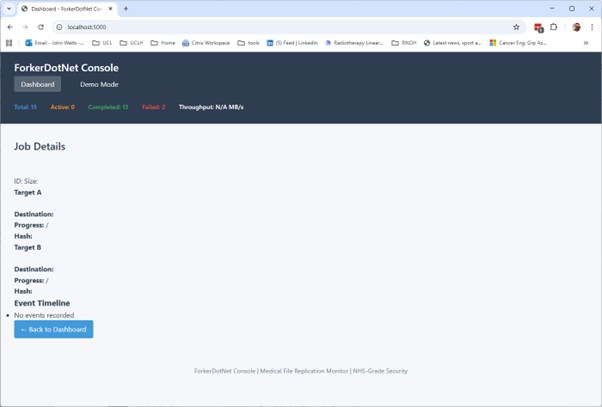 Dashboard - ForkerDotNet Con
localhost:5000
Email - John Watts -...
UCL
UCLH
Home
Citrix Workspace
tools
(5) Feed | LinkedIn
Radiotherapy Linear...
RNOH
Latest news, sport a...
Cancer Eng. Grp As...
ForkerDotNet Console
Dashboard
Demo Mode
Total: 15 Active: 0 Completed: 13 Failed: 2 Throughput: N/A MB/s
Job Details
ID: Size:
Target A
Destination:
Progress: /
Hash:
Target B
Destination:
Progress: /
Hash:
Event Timeline
No events recorded
← Back to Dashboard
ForkerDotNet Console | Medical File Replication Monitor | NHS-Grade Security